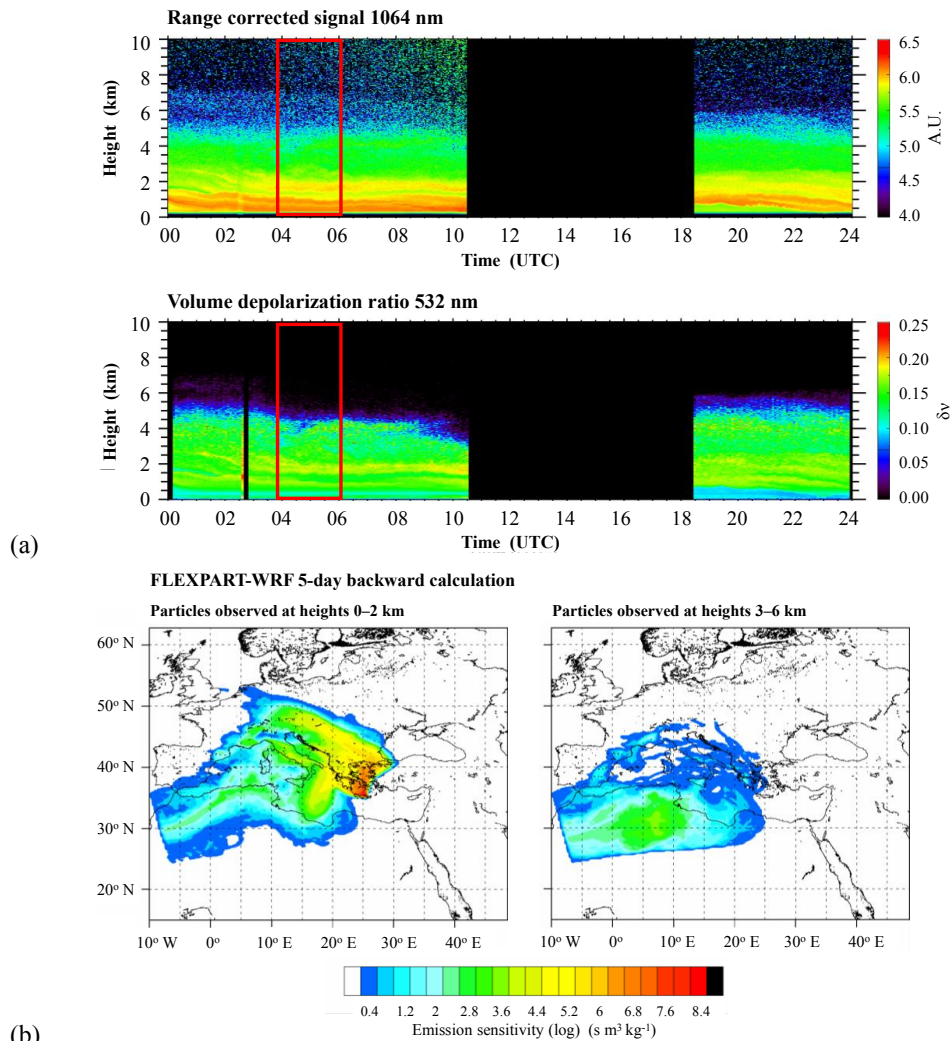 Range corrected signal 1064 nm
10
8
6
4
2
0
Height (km)
00 02 04 06 08 10 12 14 16 18 20 22 24
Time (UTC)
6.5
6.0
5.5
5.0
4.5
4.0
A.U.
Volume depolarization ratio 532 nm
10
8
6
4
2
0
Height (km)
00 02 04 06 08 10 12 14 16 18 20 22 24
Time (UTC)
0.25
0.20
0.15
0.10
0.05
0.00
δν
(a)
FLEXPART-WRF 5-day backward calculation
Particles observed at heights 0–2 km
Particles observed at heights 3–6 km
60° N
50° N
40° N
30° N
20° N
10° W 0° 10° E 20° E 30° E 40° E
10° W 0° 10° E 20° E 30° E 40° E
0.4 1.2 2 2.8 3.6 4.4 5.2 6 6.8 7.6 8.4
Emission sensitivity (log) (s m³ kg⁻¹)
(b)